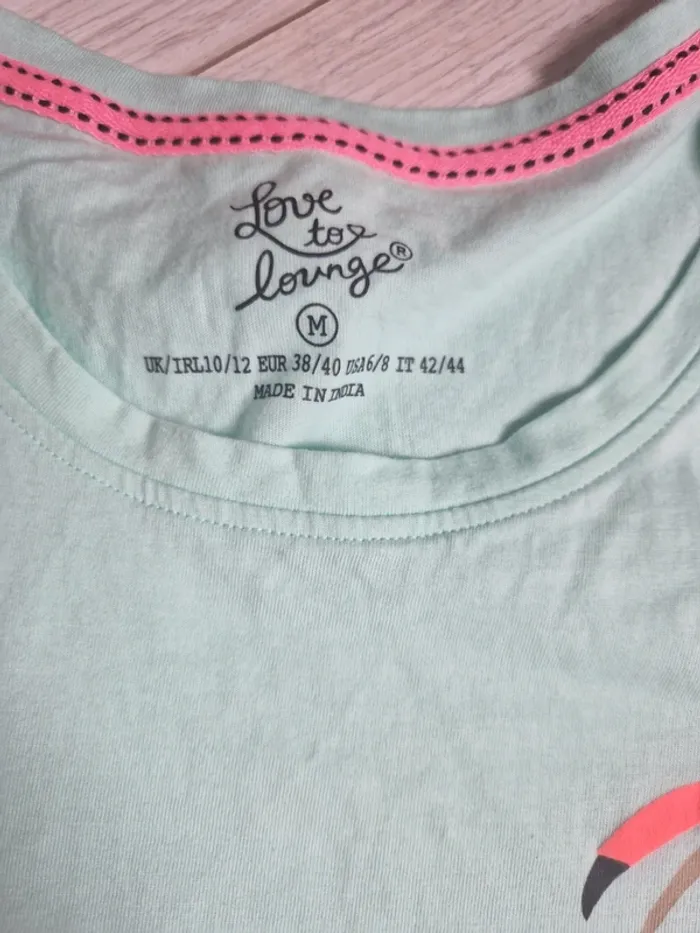 Love
to
lounge®
M
UK/IRL10/12 EUR 38/40 USA6/8 IT 42/44
MADE IN INDIA